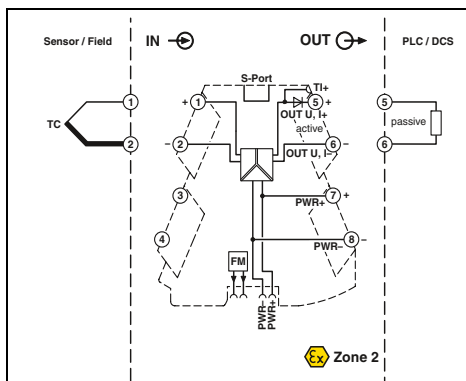 Sensor / Field
IN
OUT
PLC / DCS
S-Port
TI+
1
+
1
5
+
5
OUT U, I+
TC
active
passive
2
–
2
6
–
6
OUT U, I–
3
7
+
PWR+
4
8
–
PWR–
FM
PWR–
PWR+
Ex
Zone 2